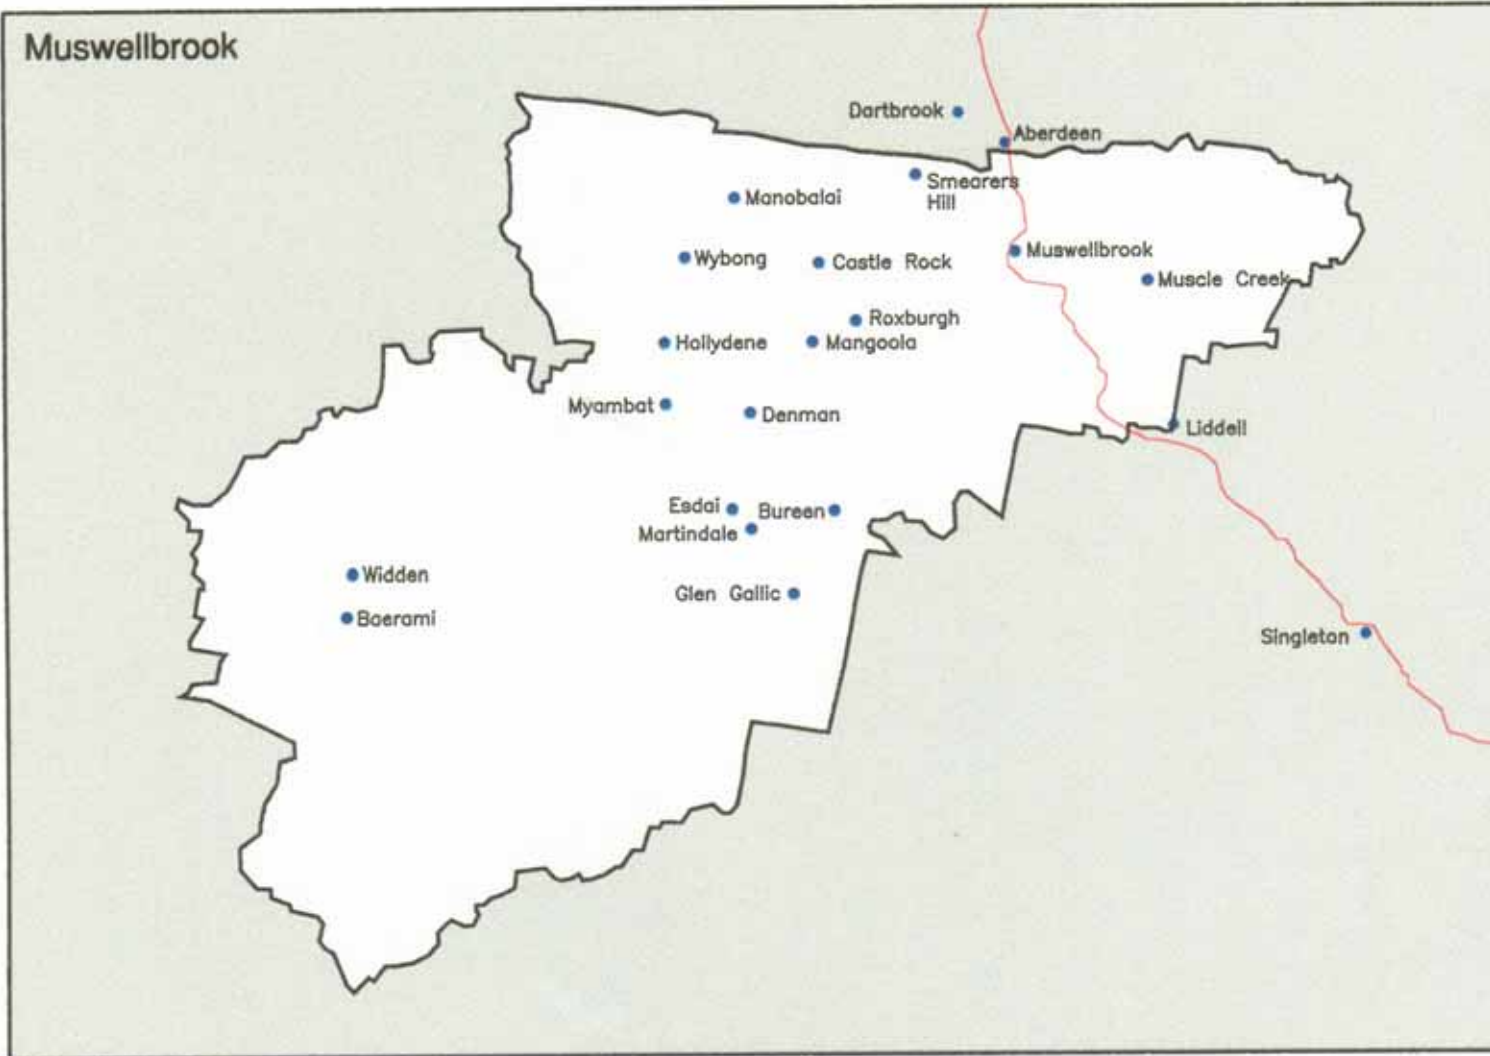 Muswellbrook
Dartbrook
Aberdeen
Smearers
Hill
Manobalai
Wybong
Castle Rock
Muswellbrook
Muscle Creek
Roxburgh
Hollydene
Mangoola
Myambat
Denman
Liddell
Esdai
Bureen
Martindale
Widden
Glen Gallic
Baerami
Singleton